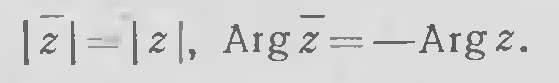 |z̅| = |z|, Arg z̅ = —Arg z.